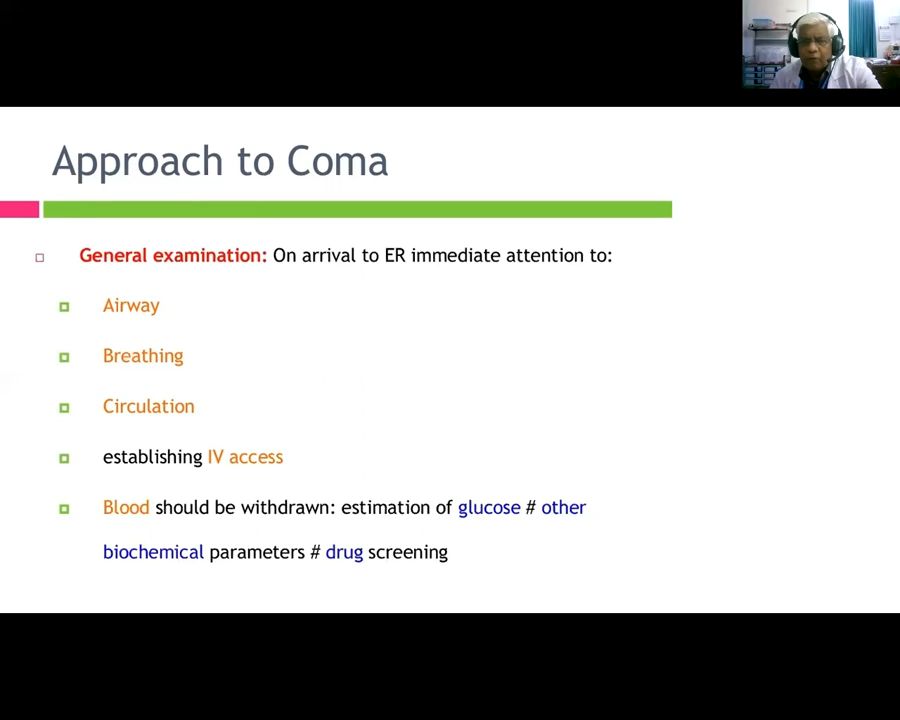 Approach to Coma
General examination: On arrival to ER immediate attention to:
Airway
Breathing
Circulation
establishing IV access
Blood should be withdrawn: estimation of glucose # other
biochemical parameters # drug screening